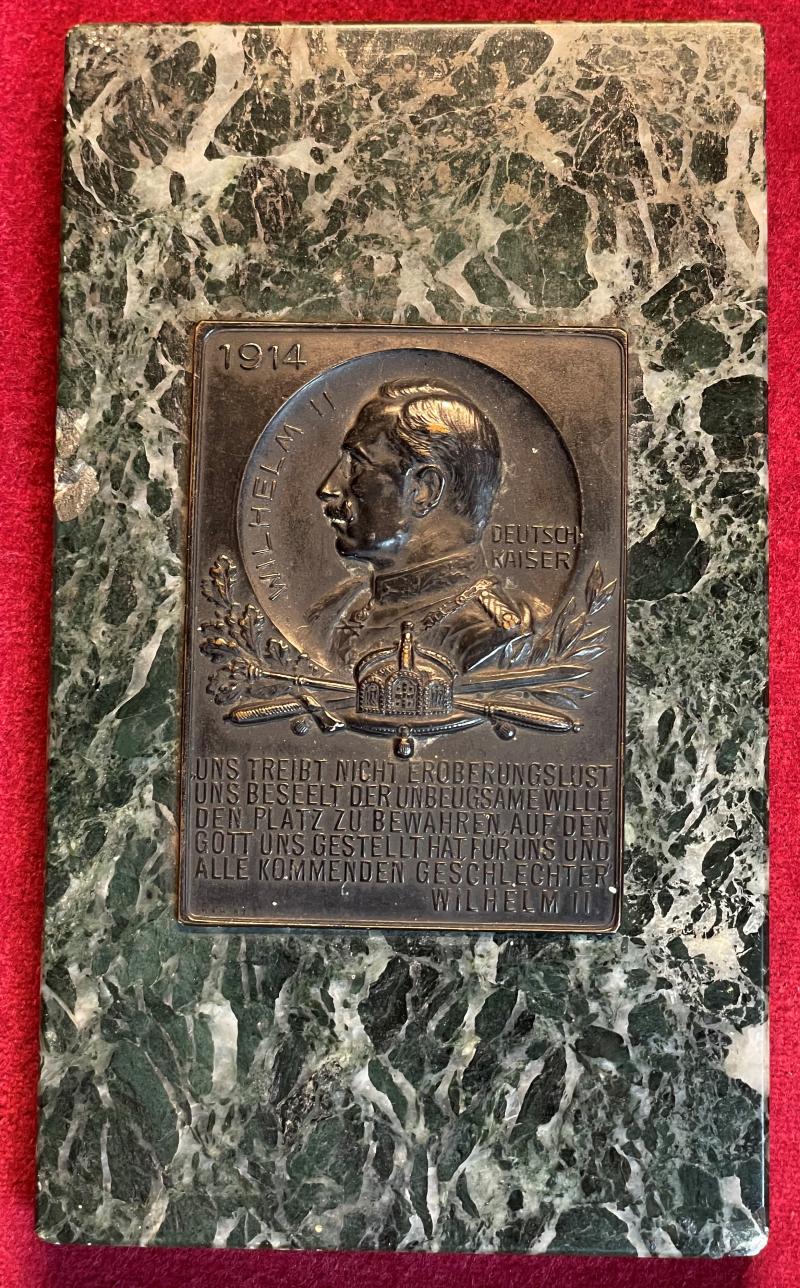 1914
WILHELM II
DEUTSCH.
KAISER
„UNS TREIBT NICHT EROBERUNGSLUST
UNS BESEELT DER UNBEUGSAME WILLE
DEN PLATZ ZU BEWAHREN, AUF DEN
GOTT UNS GESTELLT HAT, FÜR UNS UND
ALLE KOMMENDEN GESCHLECHTER
WILHELM II